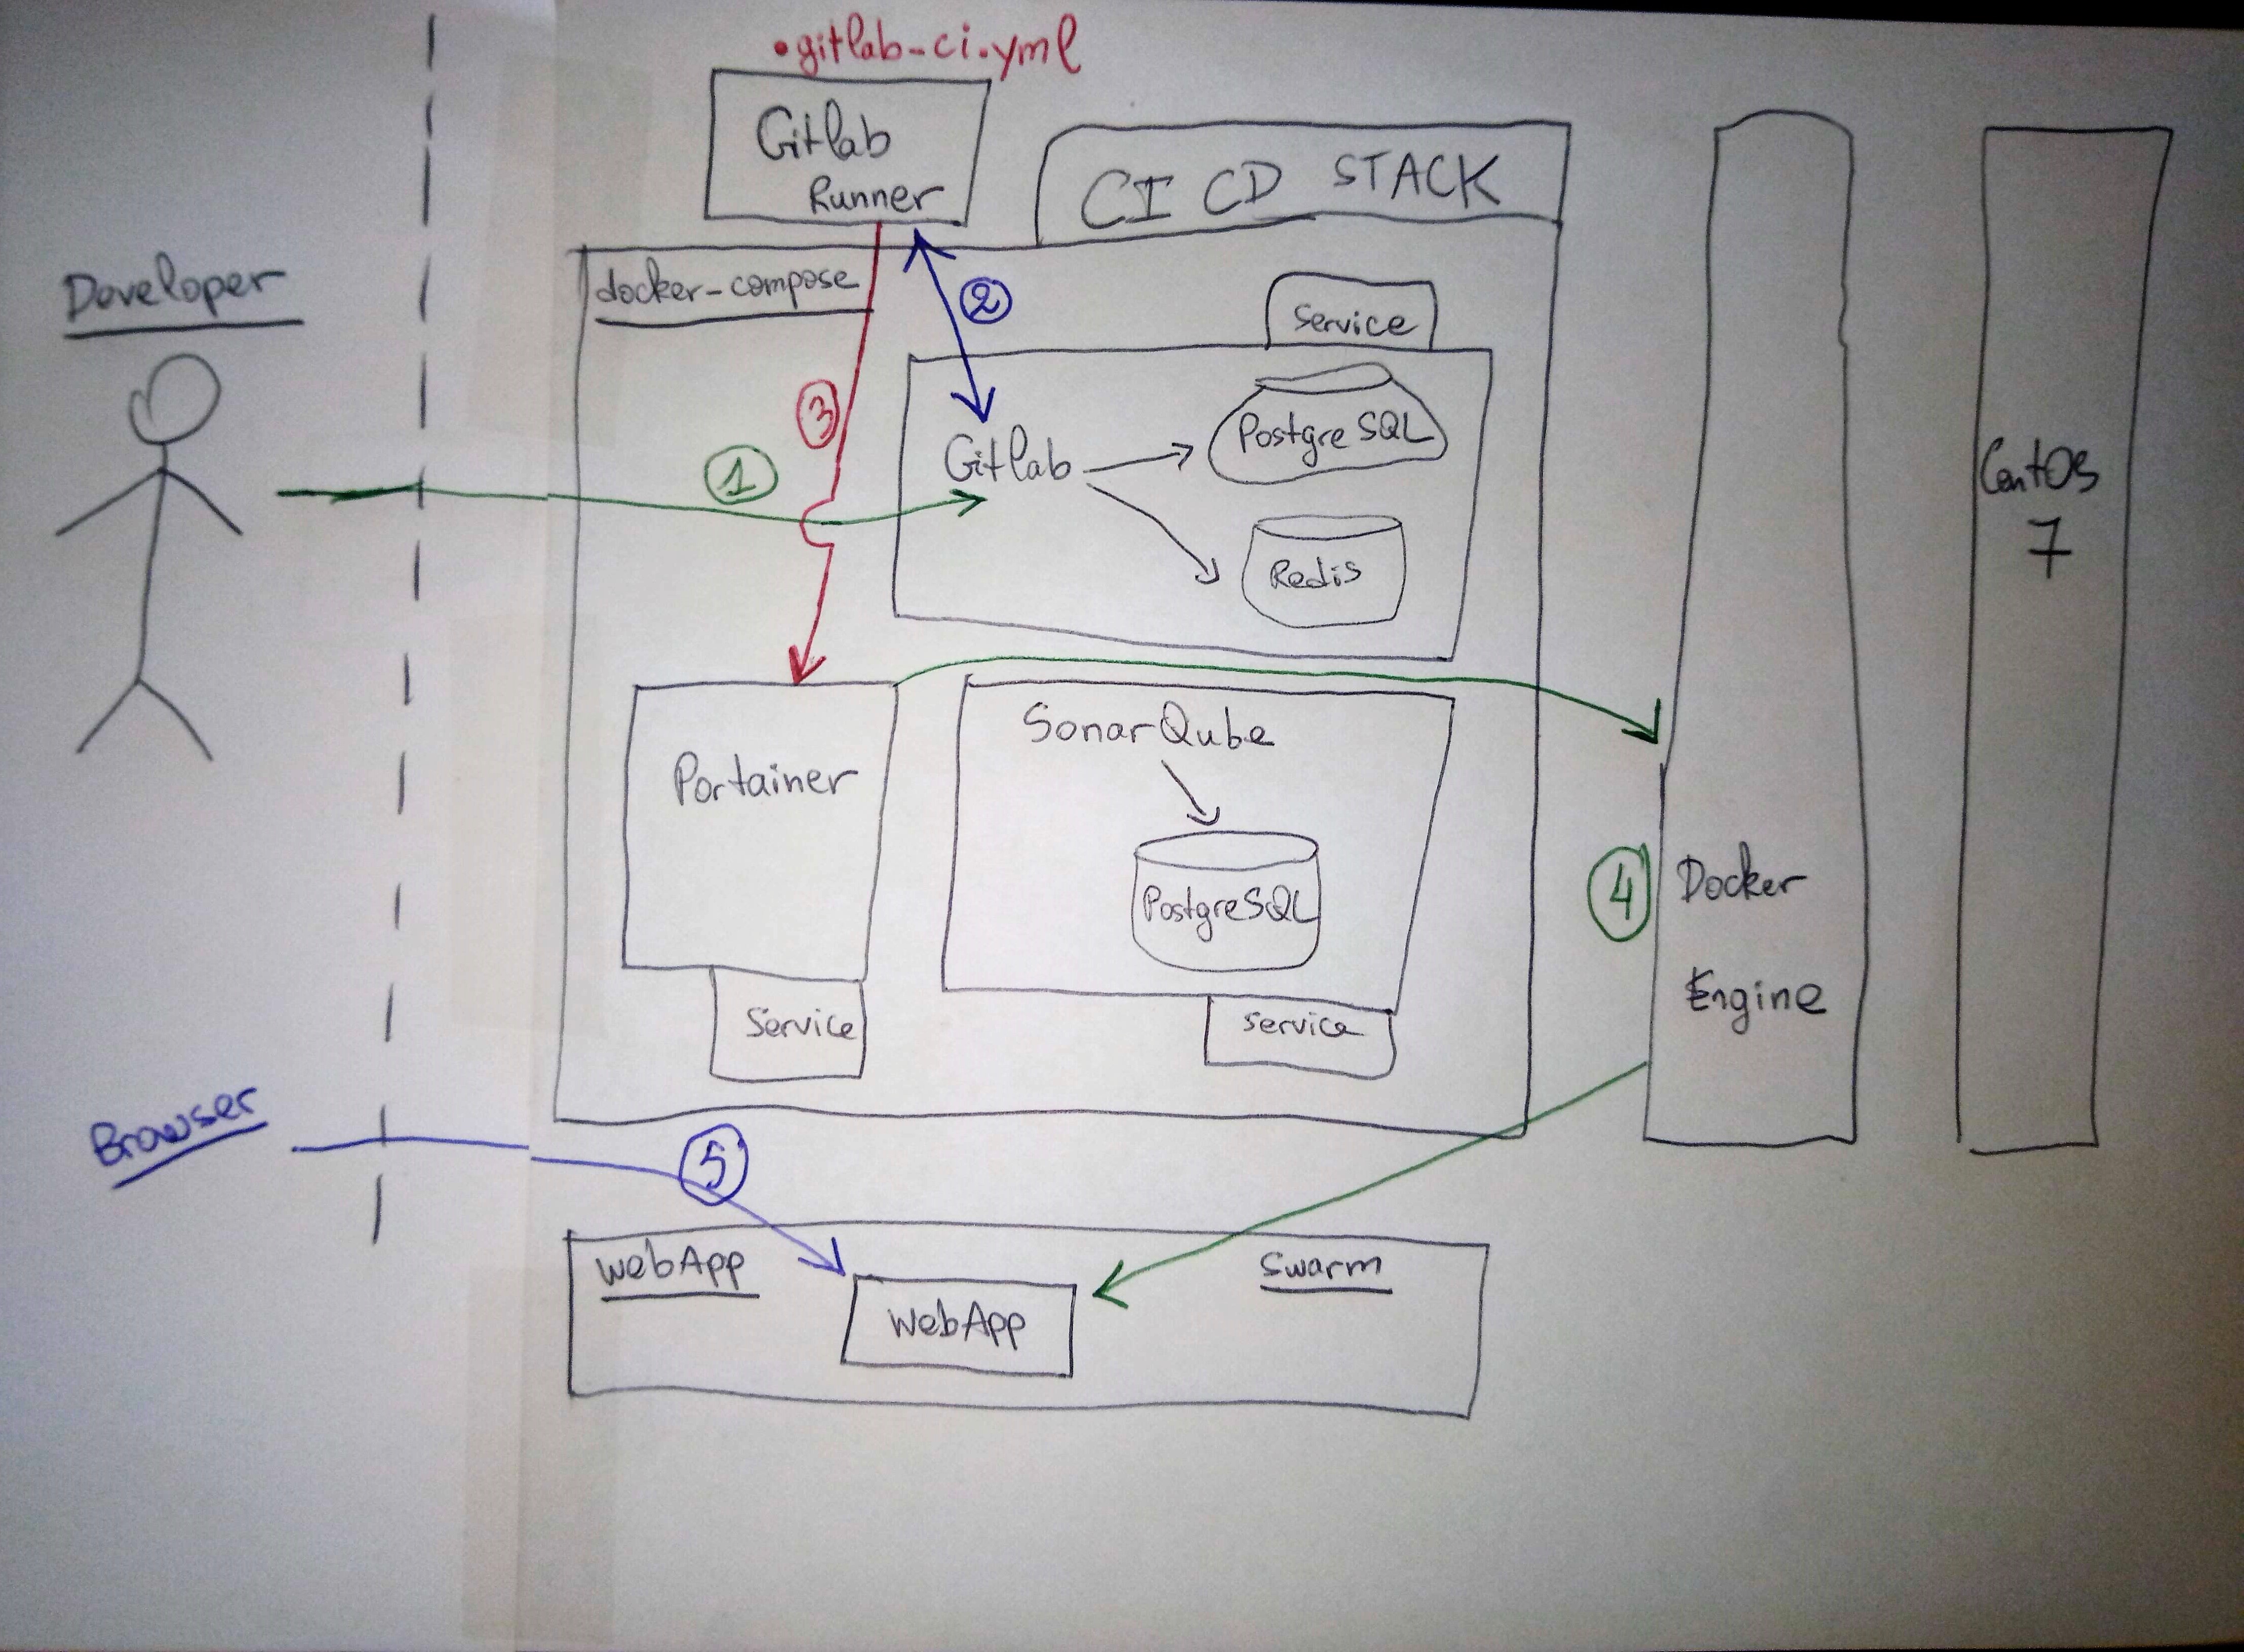 .gitlab-ci.yml
Gitlab
Runner
CI CD STACK
Developer
docker-compose
2
Service
3
1
Gitlab
PostgreSQL
Redis
CentOS
7
Portainer
SonarQube
PostgreSQL
4
Docker
Engine
Service
service
Browser
5
WebApp
Swarm
WebApp